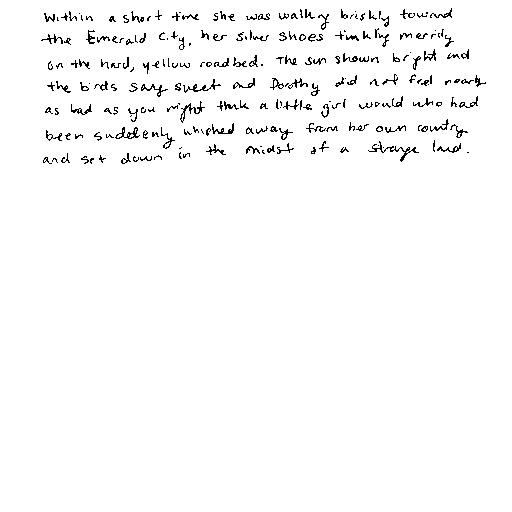 Within a short time she was walking briskly toward
the Emerald City, her silver shoes tinkling merrily
on the hard, yellow roadbed. The sun shown bright and
the birds sang sweet and Dorothy did not feel nearly
as bad as you might think a little girl would who had
been suddenly whisked away from her own country
and set down in the midst of a strange land.